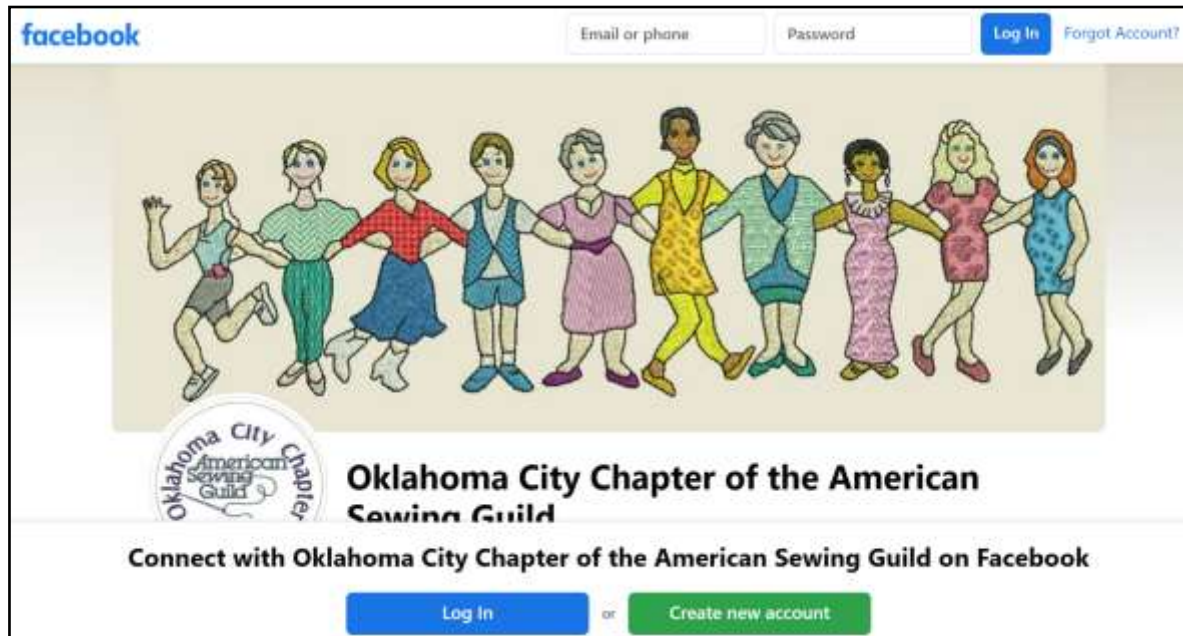 facebook
Email or phone
Password
Log In
Forgot Account?
Oklahoma City Chapter
American
Sewing
Guild
Oklahoma City Chapter of the American
Sewing Guild
Connect with Oklahoma City Chapter of the American Sewing Guild on Facebook
Log In
or
Create new account